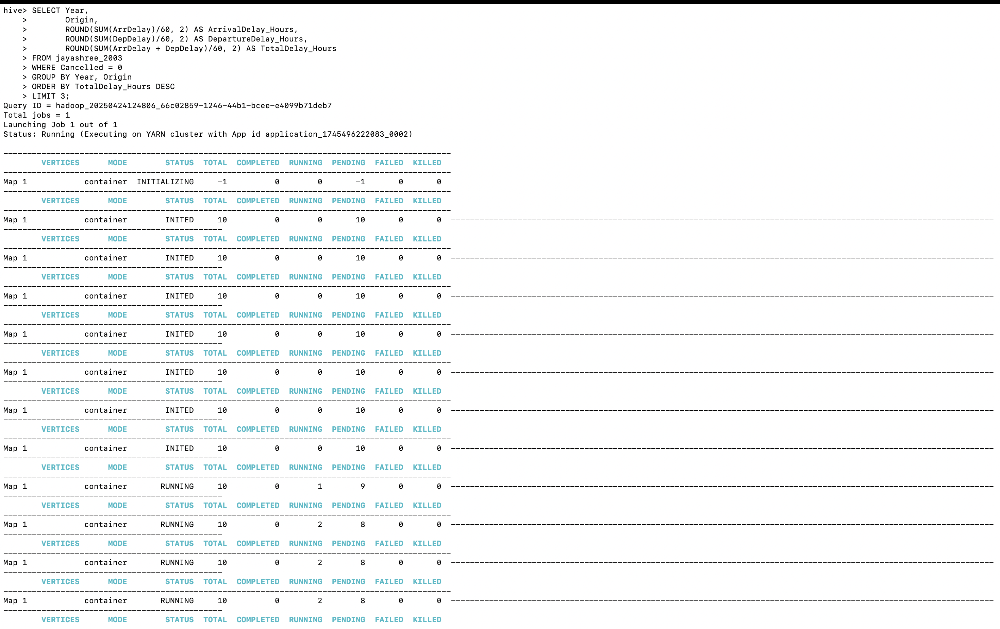 hive> SELECT Year,
    >        Origin,
    >        ROUND(SUM(ArrDelay)/60, 2) AS ArrivalDelay_Hours,
    >        ROUND(SUM(DepDelay)/60, 2) AS DepartureDelay_Hours,
    >        ROUND(SUM(ArrDelay + DepDelay)/60, 2) AS TotalDelay_Hours
    > FROM jayashree_2003
    > WHERE Cancelled = 0
    > GROUP BY Year, Origin
    > ORDER BY TotalDelay_Hours DESC
    > LIMIT 3;
Query ID = hadoop_20250424124806_66c02859-1246-44b1-bcee-e4099b71deb7
Total jobs = 1
Launching Job 1 out of 1
Status: Running (Executing on YARN cluster with App id application_1745496222083_0002)
VERTICES MODE STATUS TOTAL COMPLETED RUNNING PENDING FAILED KILLED
Map 1 container INITIALIZING -1 0 0 -1 0 0
VERTICES MODE STATUS TOTAL COMPLETED RUNNING PENDING FAILED KILLED
Map 1 container INITED 10 0 0 10 0 0
VERTICES MODE STATUS TOTAL COMPLETED RUNNING PENDING FAILED KILLED
Map 1 container INITED 10 0 0 10 0 0
VERTICES MODE STATUS TOTAL COMPLETED RUNNING PENDING FAILED KILLED
Map 1 container INITED 10 0 0 10 0 0
VERTICES MODE STATUS TOTAL COMPLETED RUNNING PENDING FAILED KILLED
Map 1 container INITED 10 0 0 10 0 0
VERTICES MODE STATUS TOTAL COMPLETED RUNNING PENDING FAILED KILLED
Map 1 container INITED 10 0 0 10 0 0
VERTICES MODE STATUS TOTAL COMPLETED RUNNING PENDING FAILED KILLED
Map 1 container INITED 10 0 0 10 0 0
VERTICES MODE STATUS TOTAL COMPLETED RUNNING PENDING FAILED KILLED
Map 1 container INITED 10 0 0 10 0 0
VERTICES MODE STATUS TOTAL COMPLETED RUNNING PENDING FAILED KILLED
Map 1 container RUNNING 10 0 1 9 0 0
VERTICES MODE STATUS TOTAL COMPLETED RUNNING PENDING FAILED KILLED
Map 1 container RUNNING 10 0 2 8 0 0
VERTICES MODE STATUS TOTAL COMPLETED RUNNING PENDING FAILED KILLED
Map 1 container RUNNING 10 0 2 8 0 0
VERTICES MODE STATUS TOTAL COMPLETED RUNNING PENDING FAILED KILLED
Map 1 container RUNNING 10 0 2 8 0 0
VERTICES MODE STATUS TOTAL COMPLETED RUNNING PENDING FAILED KILLED